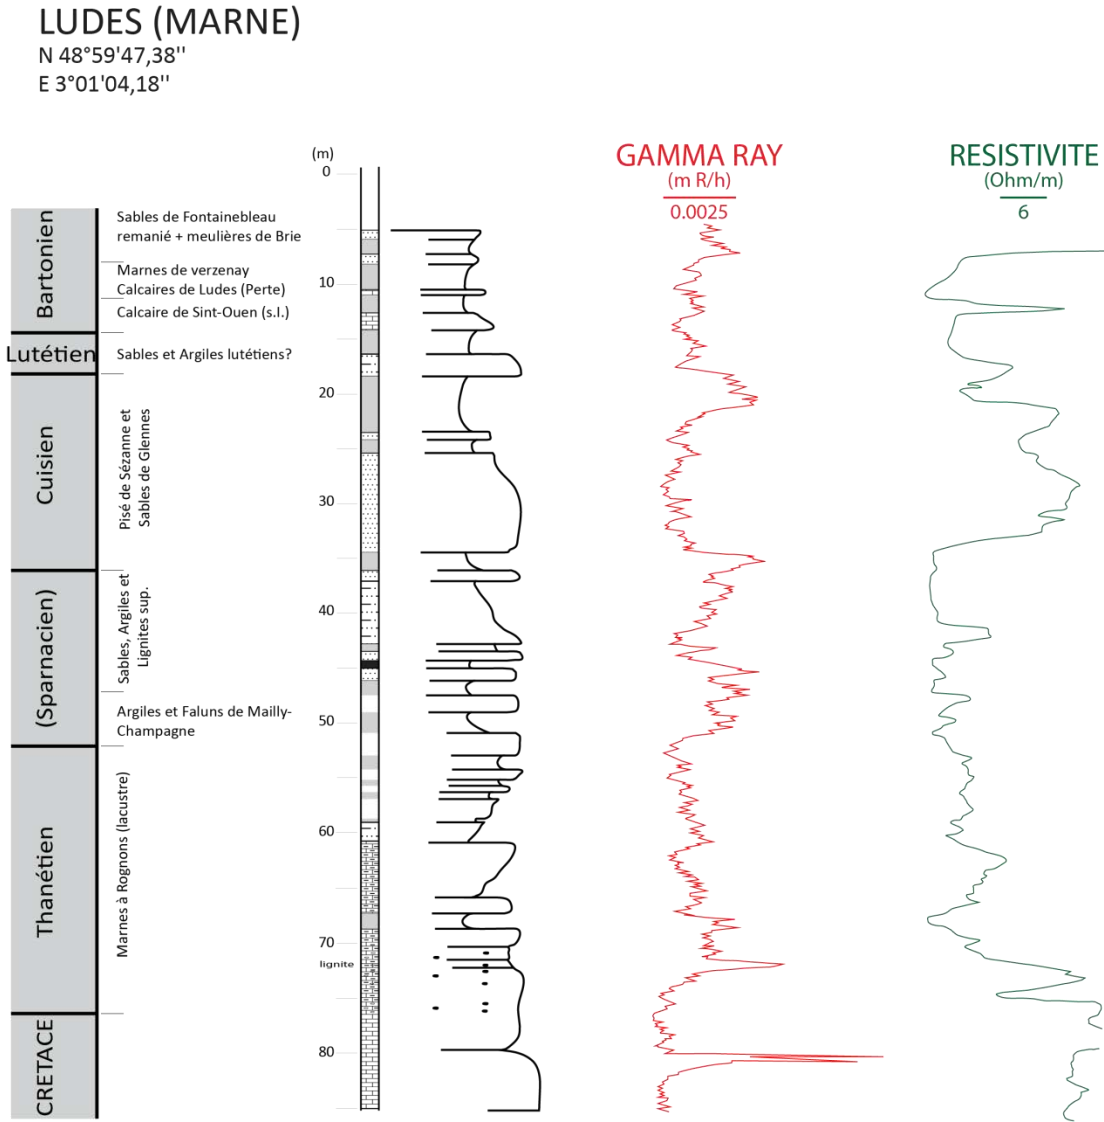 LUDES (MARNE)
N 48°59'47,38''
E 3°01'04,18''
(m)
GAMMA RAY
(m R/h)
0.0025
RESISTIVITE
(Ohm/m)
6
0
10
20
30
40
50
60
70
lignite
80
Bartonien
Sables de Fontainebleau
remanié + meulières de Brie
Marnes de verzenay
Calcaires de Ludes (Perte)
Calcaire de Sint-Ouen (s.l.)
Lutétien
Sables et Argiles lutétiens?
Cuisien
Pisé de Sézanne et
Sables de Glennes
(Sparnacien)
Sables, Argiles et
Lignites sup.
Argiles et Faluns de Mailly-
Champagne
Thanétien
Marnes à Rognons (lacustre)
CRETACE